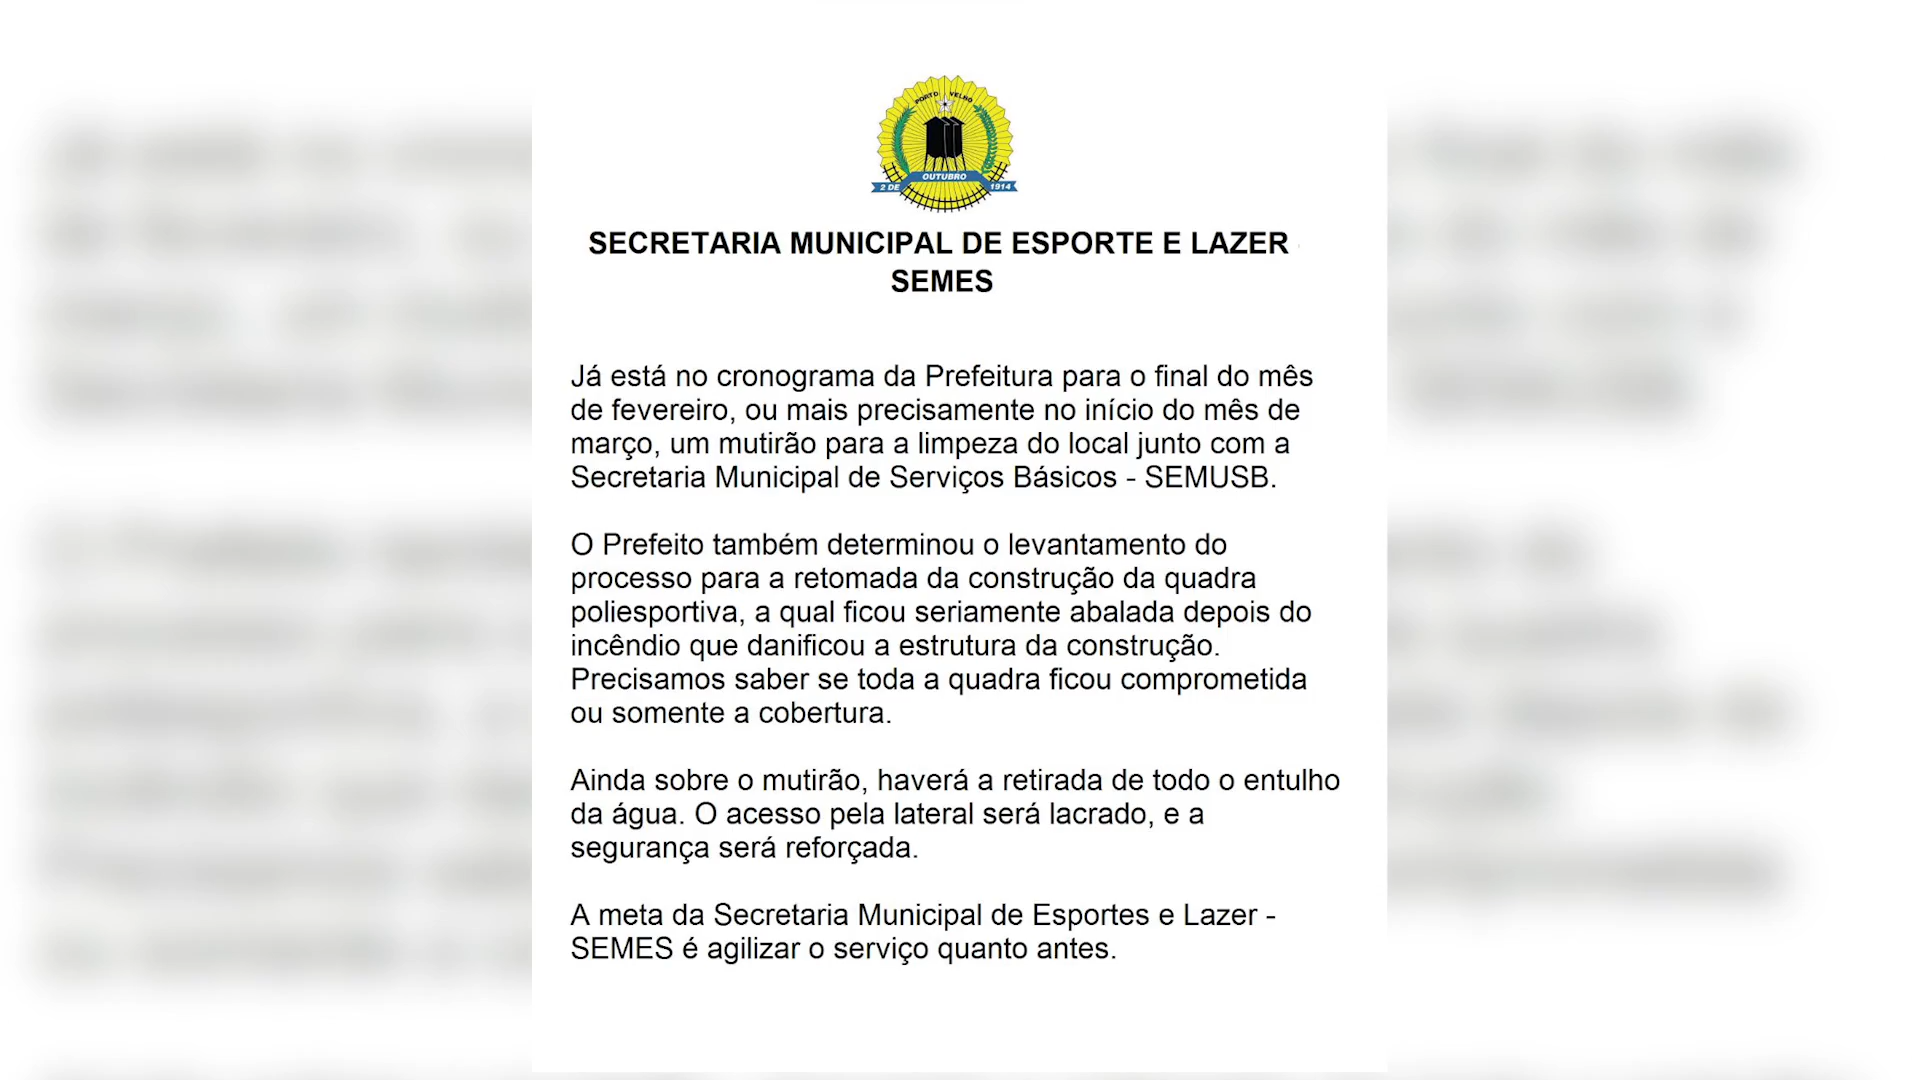 PORTO VELHO
2 DE OUTUBRO 1914
SECRETARIA MUNICIPAL DE ESPORTE E LAZER
SEMES
Já está no cronograma da Prefeitura para o final do mês
de fevereiro, ou mais precisamente no início do mês de
março, um mutirão para a limpeza do local junto com a
Secretaria Municipal de Serviços Básicos - SEMUSB.
O Prefeito também determinou o levantamento do
processo para a retomada da construção da quadra
poliesportiva, a qual ficou seriamente abalada depois do
incêndio que danificou a estrutura da construção.
Precisamos saber se toda a quadra ficou comprometida
ou somente a cobertura.
Ainda sobre o mutirão, haverá a retirada de todo o entulho
da água. O acesso pela lateral será lacrado, e a
segurança será reforçada.
A meta da Secretaria Municipal de Esportes e Lazer -
SEMES é agilizar o serviço quanto antes.